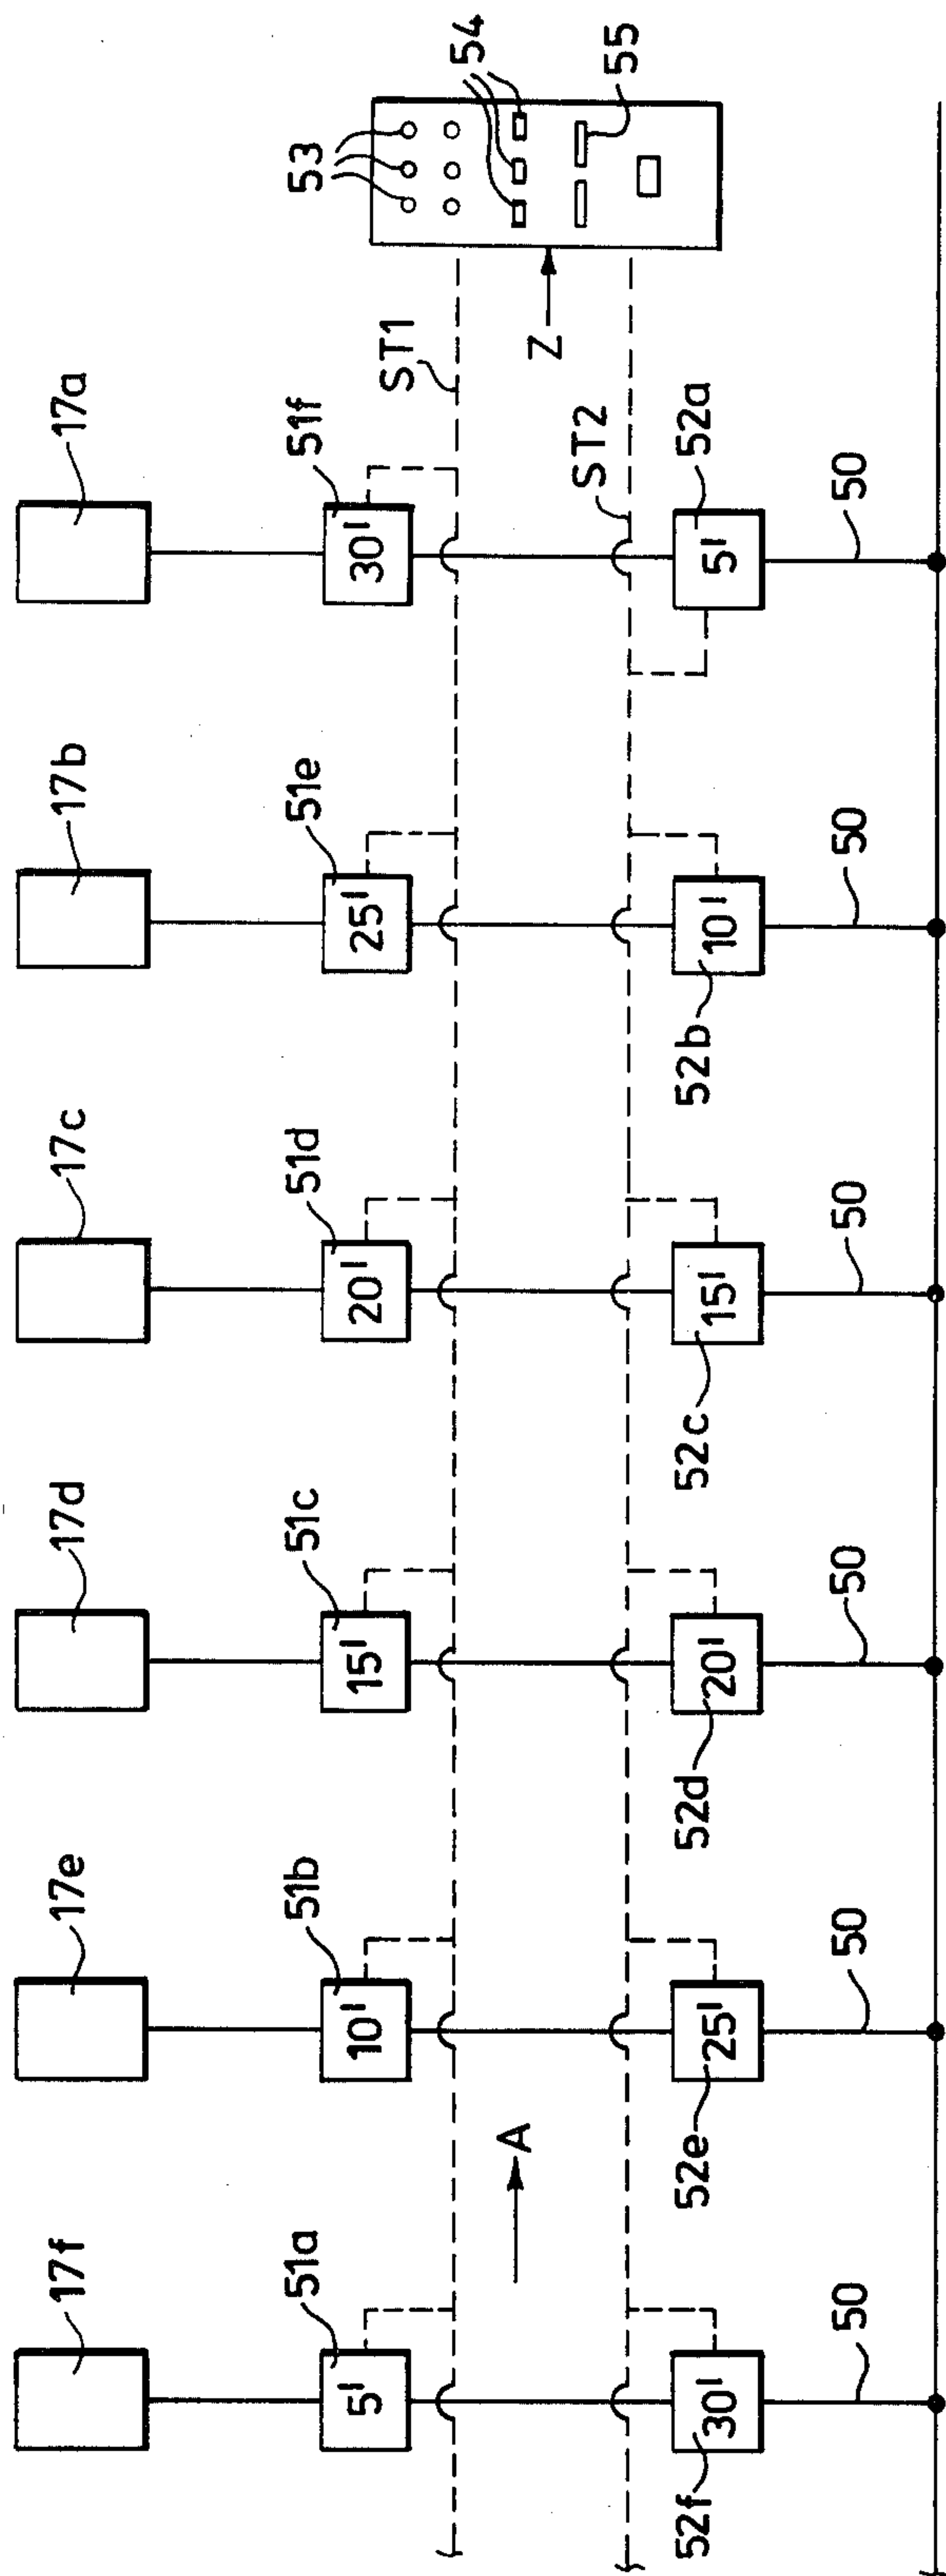 17f 17e 17d 17c 17b 17a
51a 51b 51c 51d 51e 51f 53
5' 10' 15' 20' 25' 30'
ST1 54
A Z
ST2 55
30' 25' 20' 15' 10' 5'
52f 52e 52d 52c 52b 52a
50 50 50 50 50 50